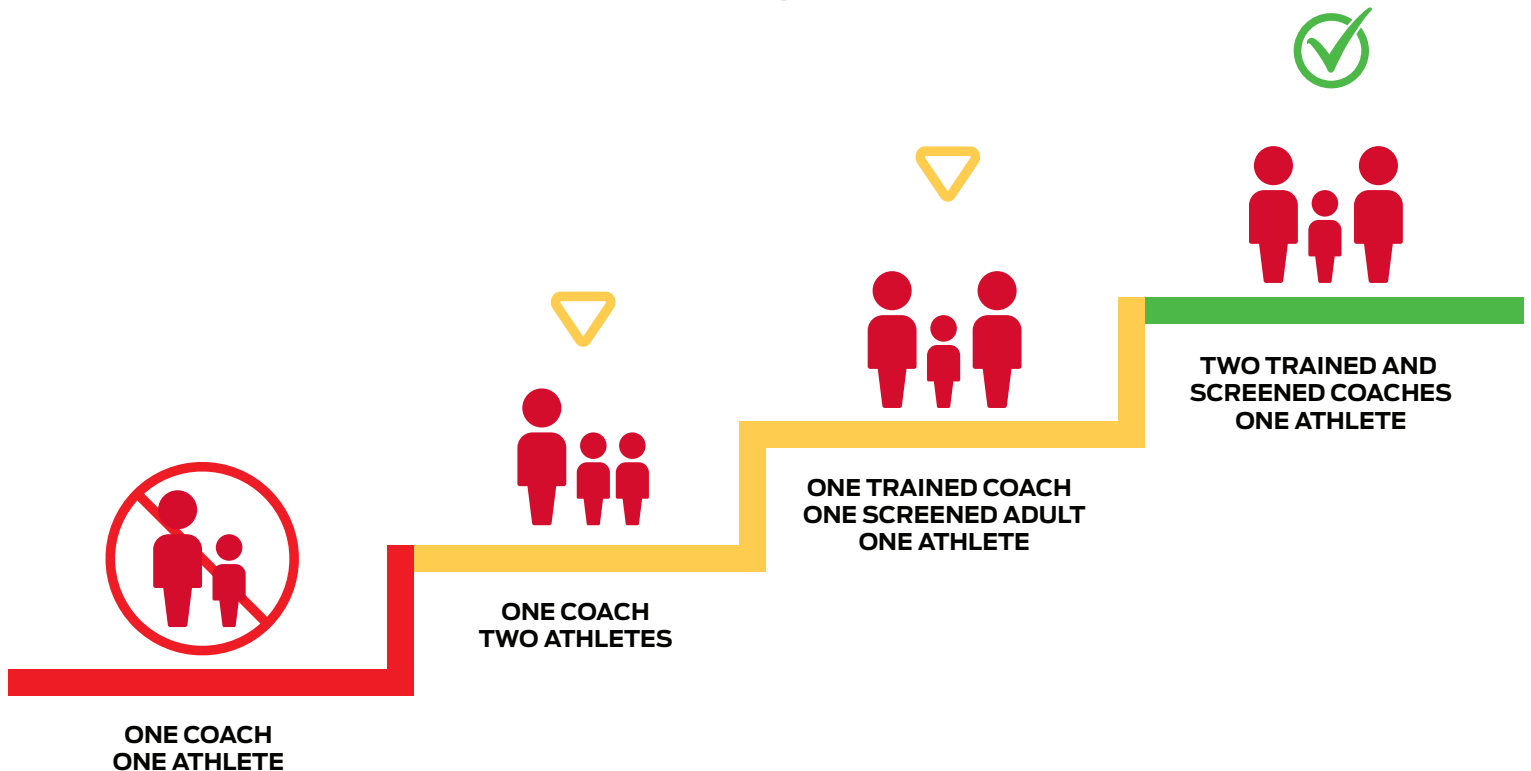 ONE COACH
ONE ATHLETE
ONE COACH
TWO ATHLETES
ONE TRAINED COACH
ONE SCREENED ADULT
ONE ATHLETE
TWO TRAINED AND
SCREENED COACHES
ONE ATHLETE